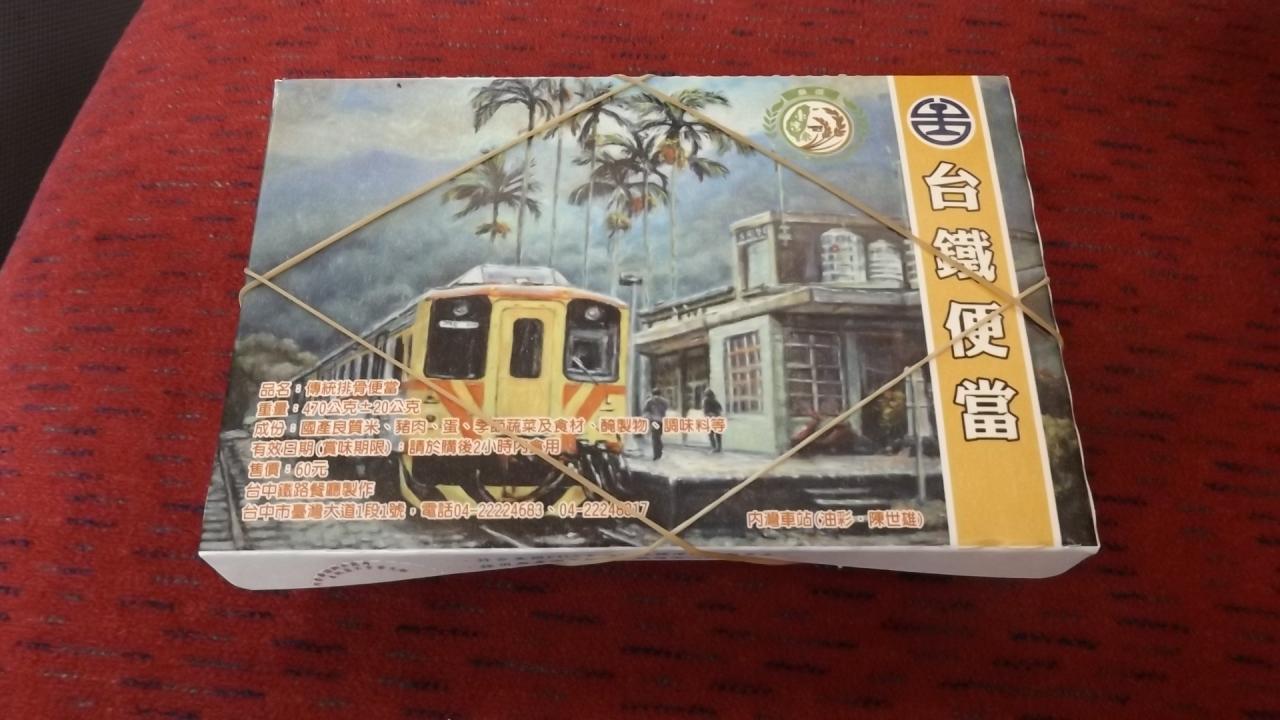 台鐵便當
品名：傳統排骨便當
重量：470公克±20公克
成份：國產良質米、豬肉、蛋、季節蔬菜及食材、醃製物、調味料等
有效日期(賞味期限)：請於購後2小時內食用
售價：60元
台中鐵路餐廳製作
台中市臺灣大道1段1號，電話04-22224683、04-22248017
內灣車站(油彩．陳世雄)